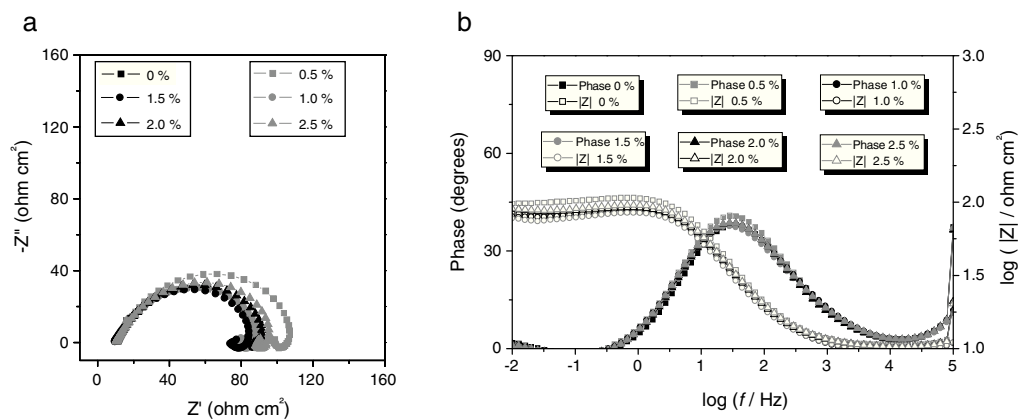 a
160
120
80
40
0
0 40 80 120 160
-Z'' (ohm cm²)
Z' (ohm cm²)
0 %
1.5 %
2.0 %
0.5 %
1.0 %
2.5 %
b
90
60
30
0
Phase (degrees)
-2 -1 0 1 2 3 4 5
log (f / Hz)
3.0
2.5
2.0
1.5
1.0
log ( |Z| / ohm cm²)
Phase 0 %
|Z| 0 %
Phase 0.5 %
|Z| 0.5 %
Phase 1.0 %
|Z| 1.0 %
Phase 1.5 %
|Z| 1.5 %
Phase 2.0 %
|Z| 2.0 %
Phase 2.5 %
|Z| 2.5 %